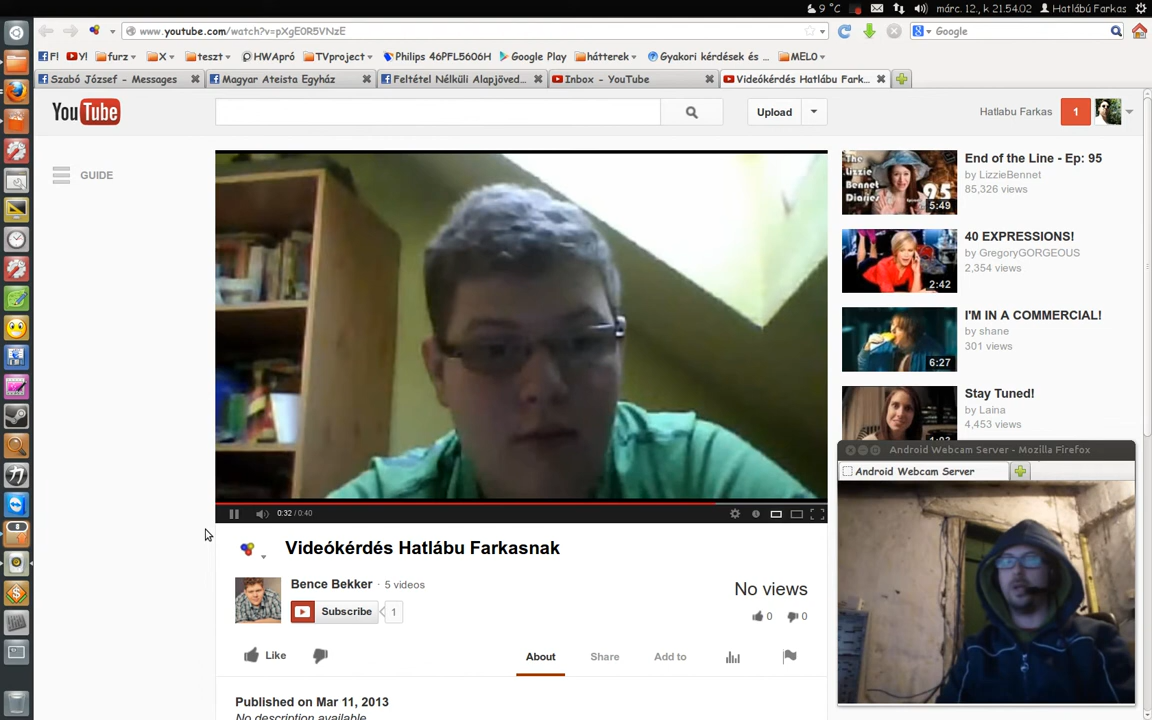 9 °C márc. 12., k 21.54.02 Hatlábú Farkas
www.youtube.com/watch?v=pXgE0R5VNzE
Google
F! Y! furz X teszt HWApró TVproject Philips 46PFL5606H Google Play hátterek Gyakori kérdések és ... MELO
Szabó József - Messages
Magyar Ateista Egyház
Feltétel Nélküli Alapjöved...
Inbox - YouTube
Videókérdés Hatlábu Fark...
YouTube
Upload
Hatlabu Farkas
1
GUIDE
The
Lizzie
Bennet
Diaries
5:49
End of the Line - Ep: 95
by LizzieBennet
85,326 views
2:42
40 EXPRESSIONS!
by GregoryGORGEOUS
2,354 views
6:27
I'M IN A COMMERCIAL!
by shane
301 views
Stay Tuned!
by Laina
4,453 views
Android Webcam Server - Mozilla Firefox
Android Webcam Server
0:32 / 0:40
Videókérdés Hatlábu Farkasnak
Bence Bekker · 5 videos
Subscribe 1
No views
0 0
Like
About Share Add to
Published on Mar 11, 2013
No description available